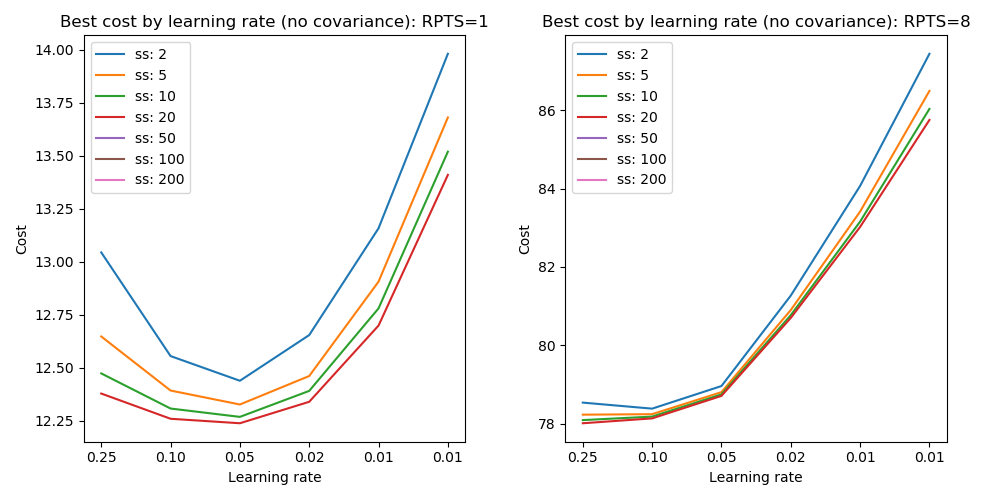 Best cost by learning rate (no covariance): RPTS=1
14.00
13.75
13.50
13.25
13.00
12.75
12.50
12.25
Cost
ss: 2
ss: 5
ss: 10
ss: 20
ss: 50
ss: 100
ss: 200
0.25 0.10 0.05 0.02 0.01 0.01
Learning rate
Best cost by learning rate (no covariance): RPTS=8
86
84
82
80
78
Cost
ss: 2
ss: 5
ss: 10
ss: 20
ss: 50
ss: 100
ss: 200
0.25 0.10 0.05 0.02 0.01 0.01
Learning rate